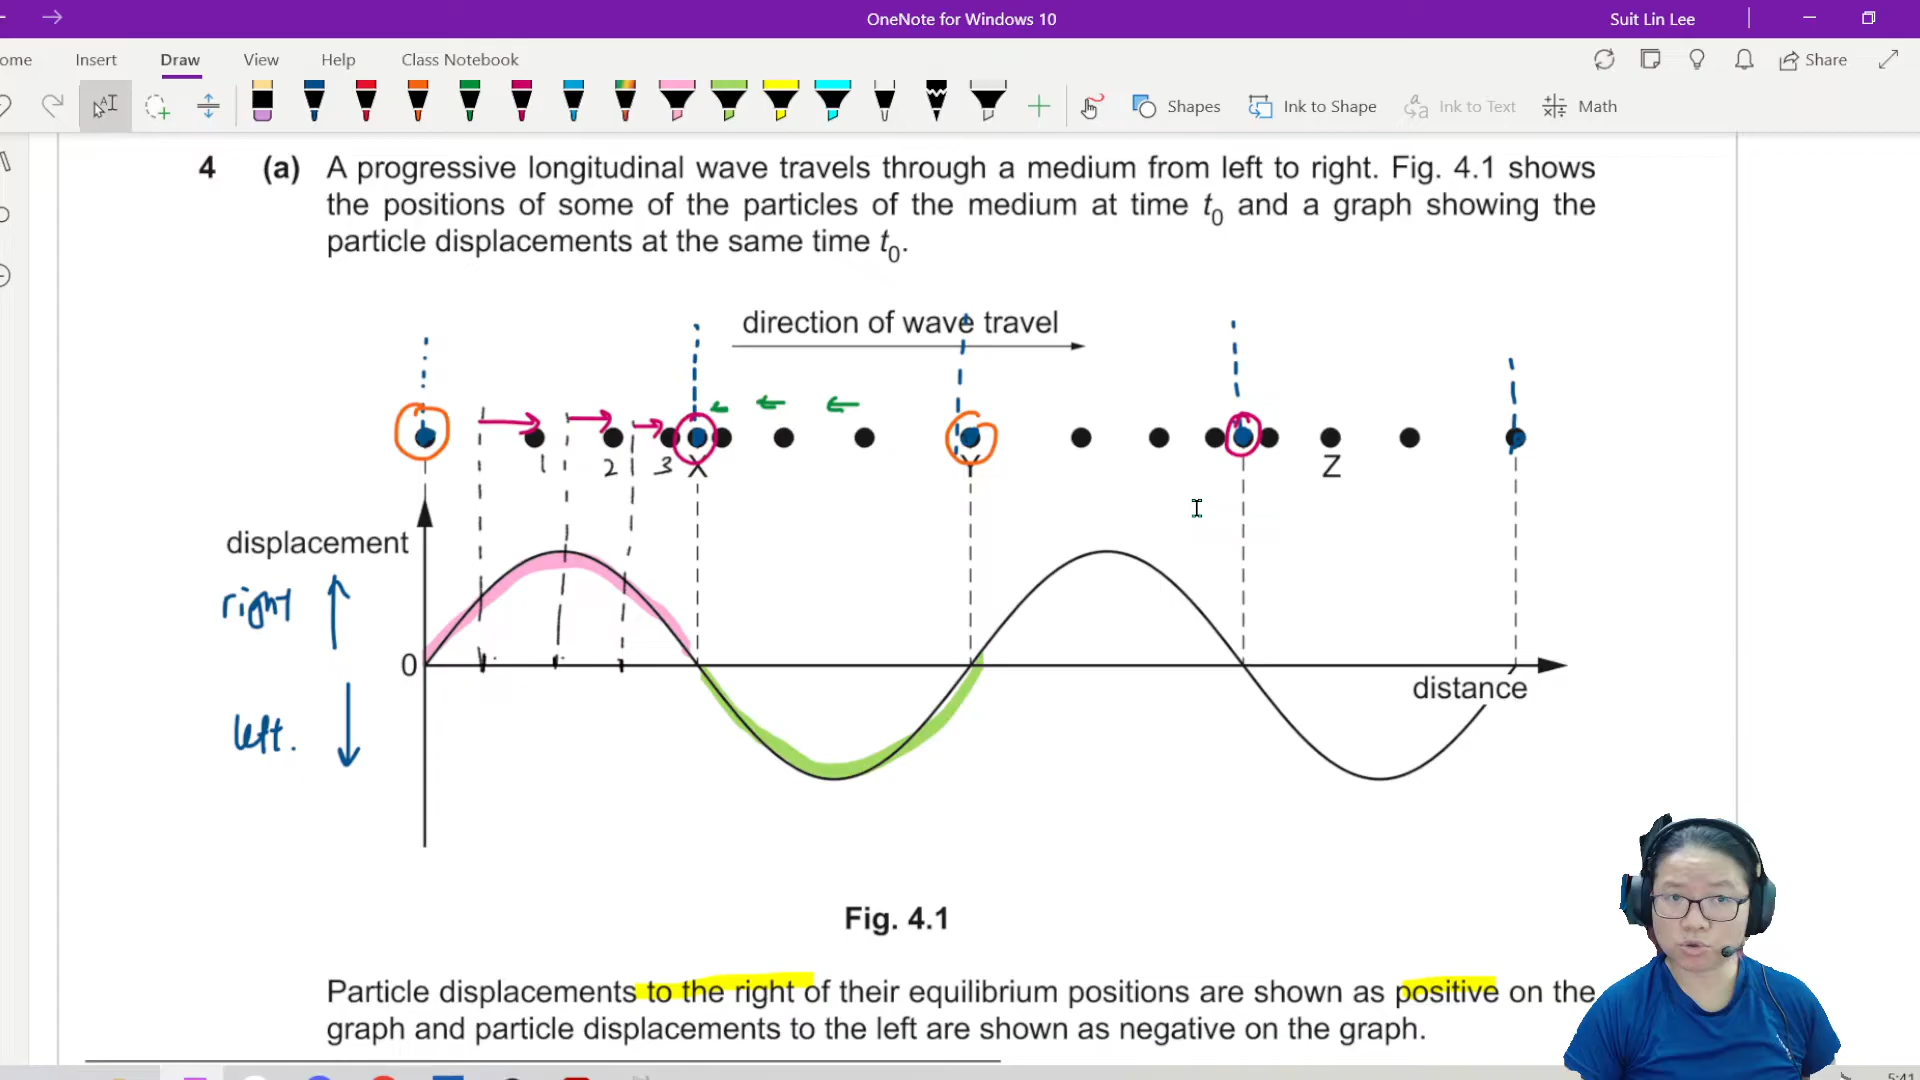 OneNote for Windows 10
Suit Lin Lee
ome Insert Draw View Help Class Notebook
Share
Shapes Ink to Shape Ink to Text Math
4 (a) A progressive longitudinal wave travels through a medium from left to right. Fig. 4.1 shows
the positions of some of the particles of the medium at time t0 and a graph showing the
particle displacements at the same time t0.
direction of wave travel
1 2 3 X Y Z
displacement
right
0
distance
left.
Fig. 4.1
Particle displacements to the right of their equilibrium positions are shown as positive on the
graph and particle displacements to the left are shown as negative on the graph.
5:41